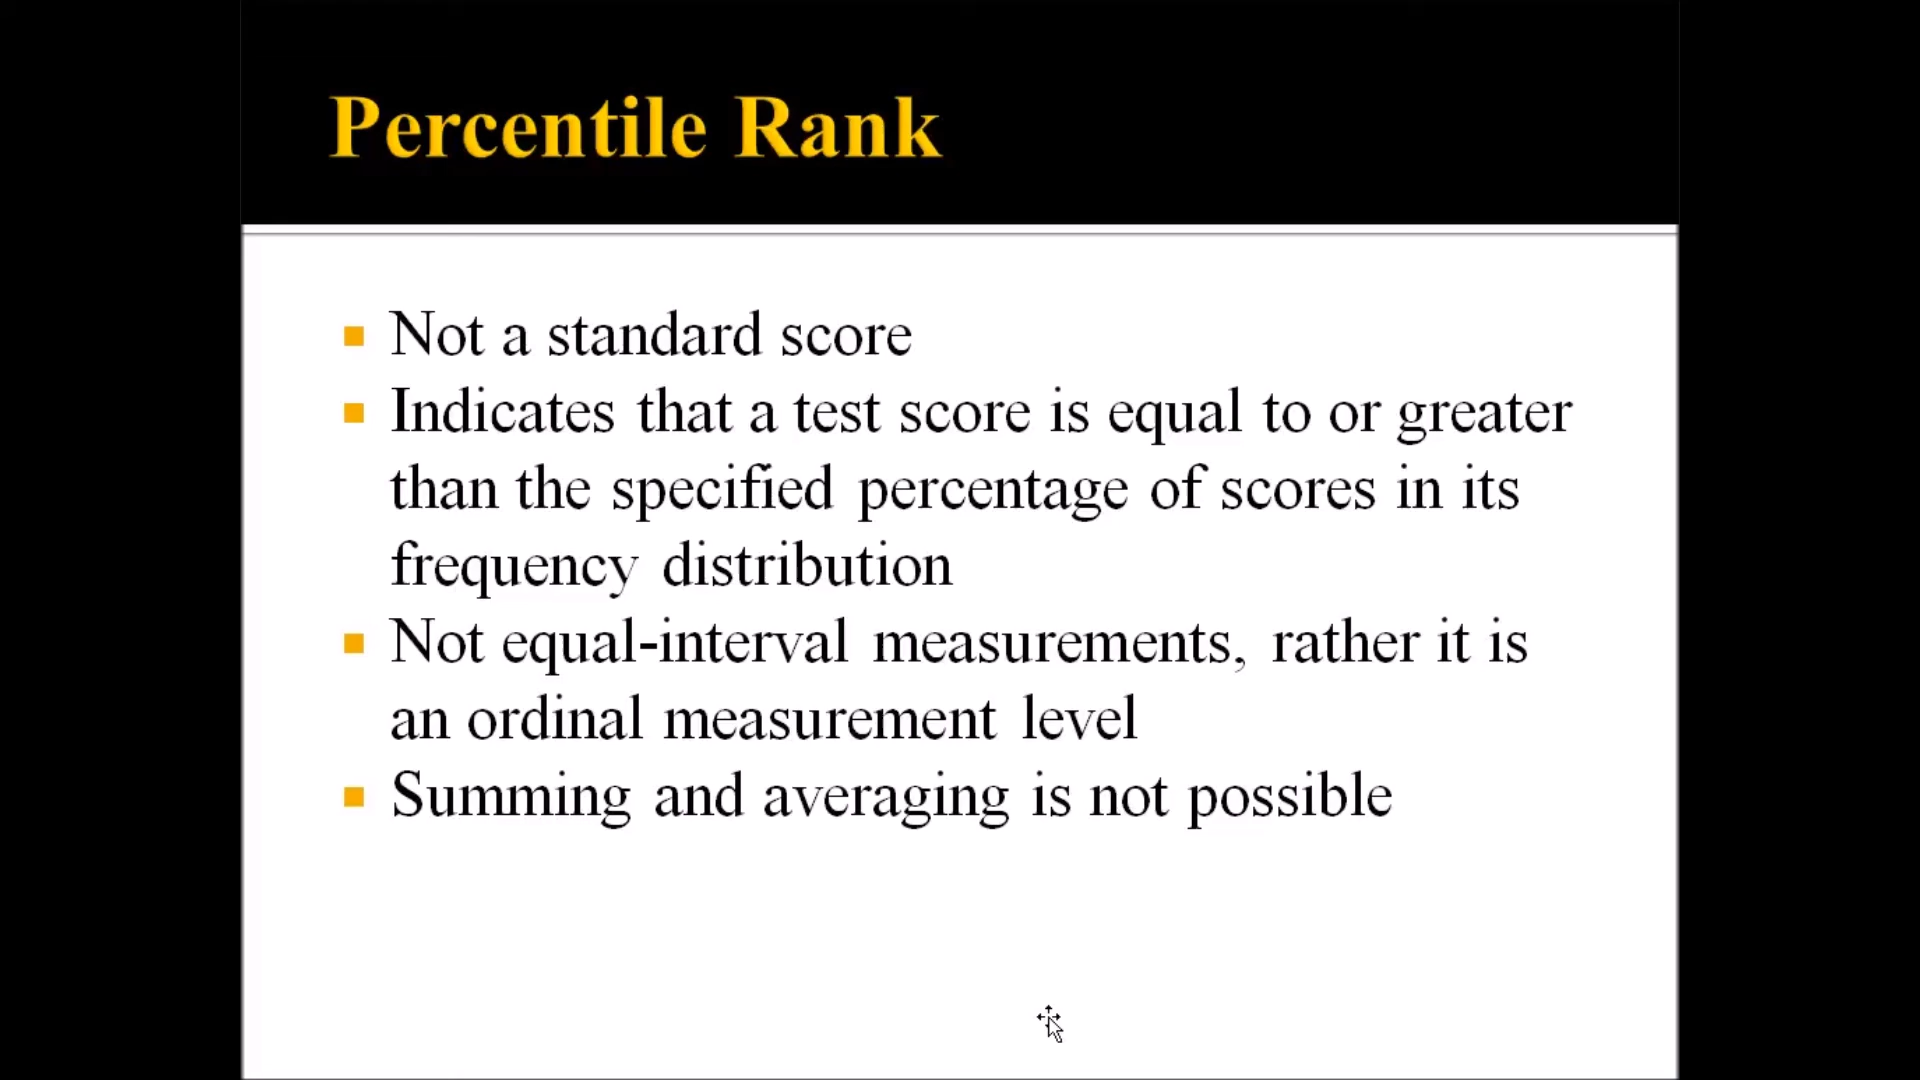 Percentile Rank
Not a standard score
Indicates that a test score is equal to or greater
than the specified percentage of scores in its
frequency distribution
Not equal-interval measurements, rather it is
an ordinal measurement level
Summing and averaging is not possible